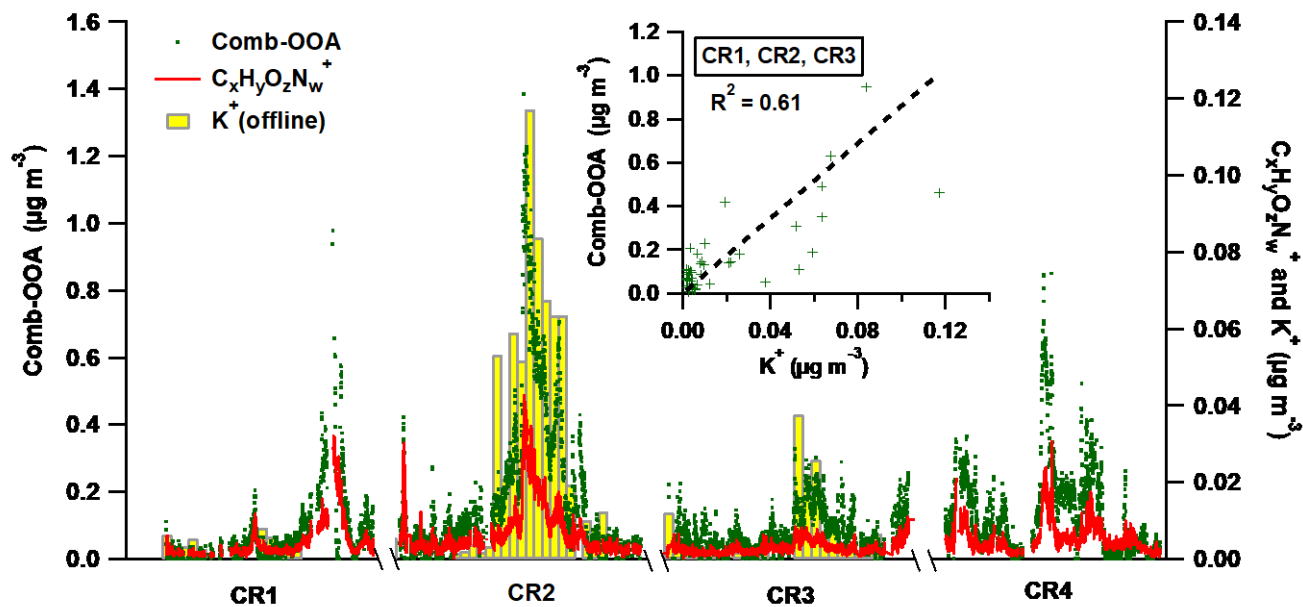 Comb-OOA (µg m⁻³)
1.6
1.4
1.2
1.0
0.8
0.6
0.4
0.2
0.0
Comb-OOA
CₓHᵧO_zN_w⁺
K⁺(offline)
Comb-OOA (µg m⁻³)
1.2
1.0
0.8
0.6
0.4
0.2
0.0
CR1, CR2, CR3
R² = 0.61
0.00 0.04 0.08 0.12
K⁺ (µg m⁻³)
0.14
0.12
0.10
0.08
0.06
0.04
0.02
0.00
CₓHᵧO_zN_w⁺ and K⁺ (µg m⁻³)
CR1 CR2 CR3 CR4